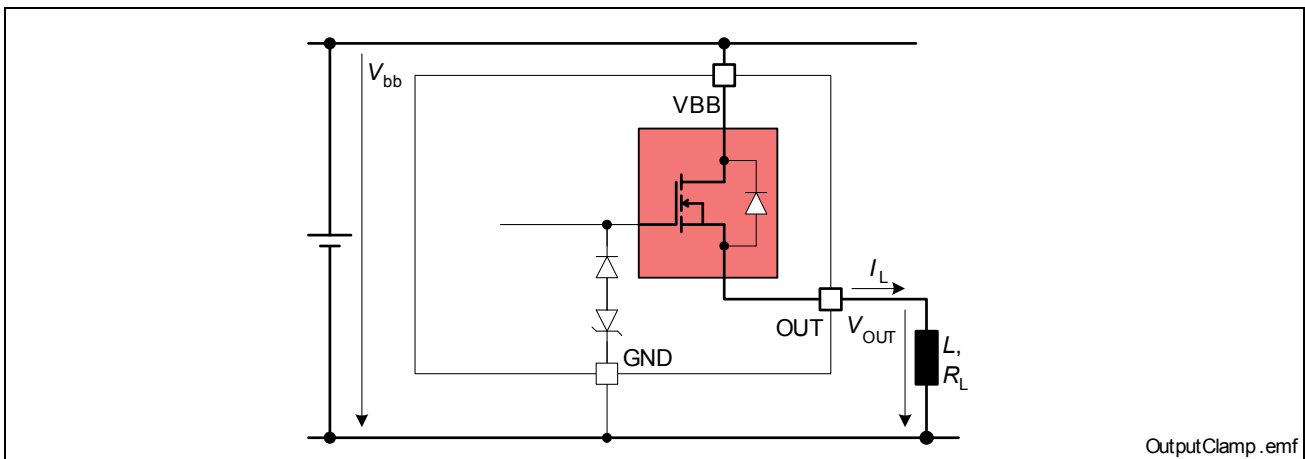 Vbb
VBB
IL
OUT
VOUT
L,
RL
GND
OutputClamp.emf